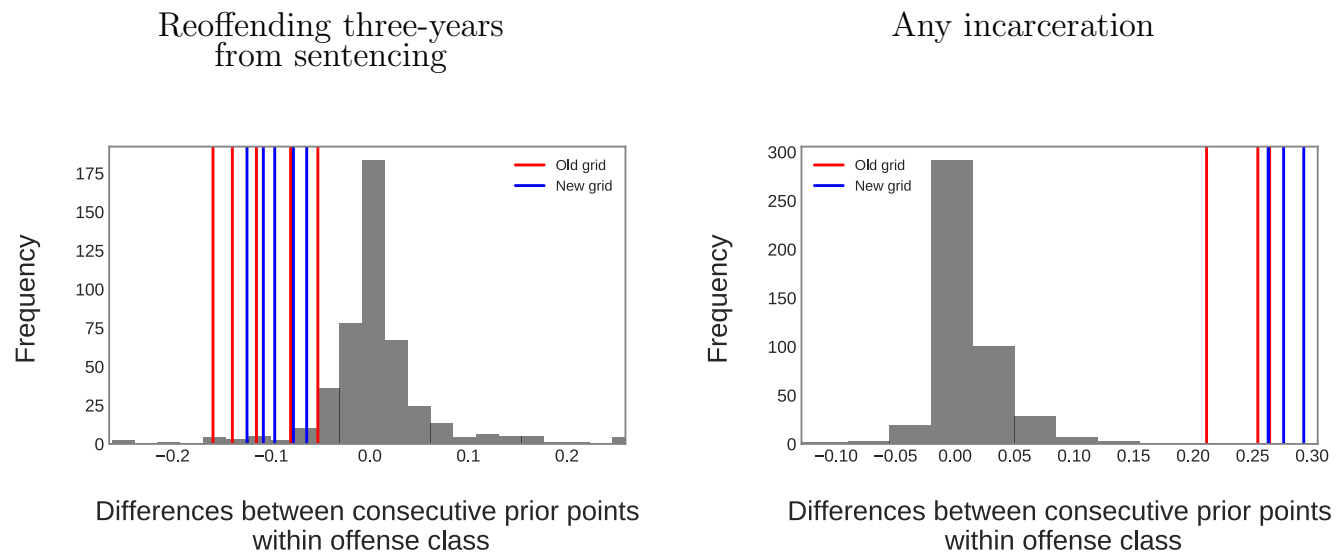 Reoffending three-years
from sentencing
Any incarceration
Frequency
175
150
125
100
75
50
25
0
−0.2
−0.1
0.0
0.1
0.2
Old grid
New grid
Differences between consecutive prior points
within offense class
Frequency
300
250
200
150
100
50
0
−0.10
−0.05
0.00
0.05
0.10
0.15
0.20
0.25
0.30
Old grid
New grid
Differences between consecutive prior points
within offense class